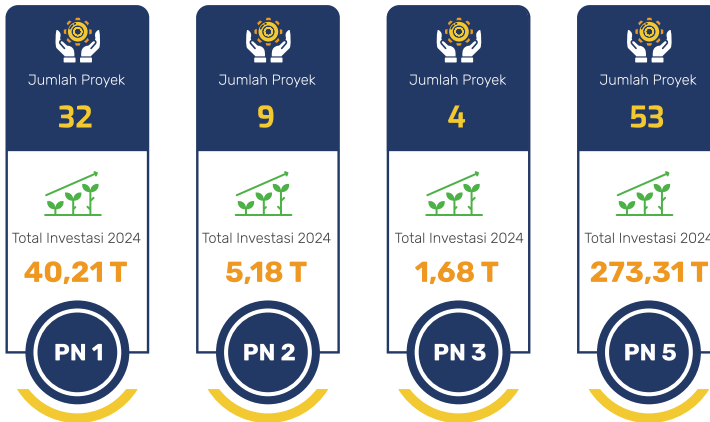 Jumlah Proyek
32
Total Investasi 2024
40,21 T
PN 1
Jumlah Proyek
9
Total Investasi 2024
5,18 T
PN 2
Jumlah Proyek
4
Total Investasi 2024
1,68 T
PN 3
Jumlah Proyek
53
Total Investasi 2024
273,31 T
PN 5